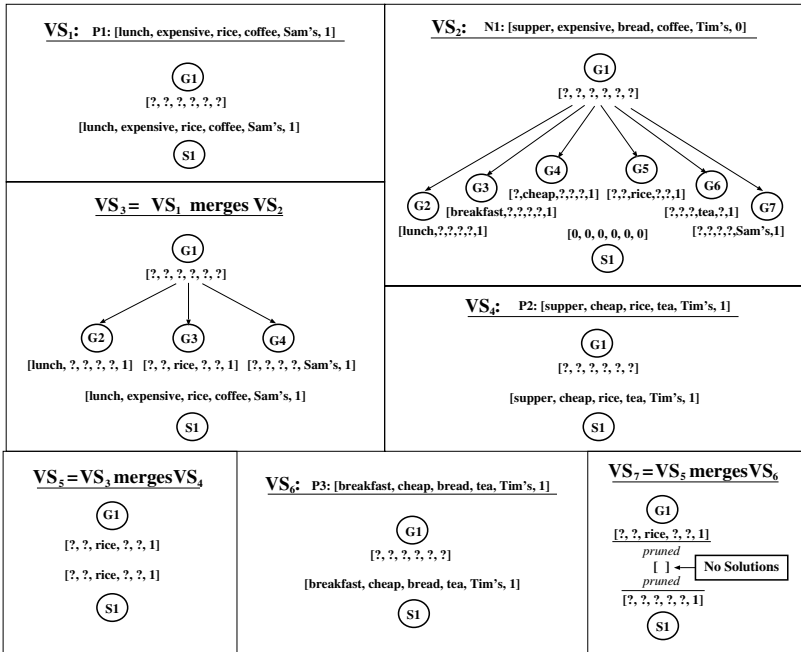 VS1: P1: [lunch, expensive, rice, coffee, Sam's, 1]
G1
[?, ?, ?, ?, ?, ?]
[lunch, expensive, rice, coffee, Sam's, 1]
S1
VS2: N1: [supper, expensive, bread, coffee, Tim's, 0]
G1
[?, ?, ?, ?, ?, ?]
G2
G3
G4
G5
G6
G7
[lunch,?,?,?,?,1]
[breakfast,?,?,?,?,1]
[?,cheap,?,?,?,1]
[?,?,rice,?,?,1]
[?,?,?,tea,?,1]
[?,?,?,?,Sam's,1]
[0, 0, 0, 0, 0, 0]
S1
VS3 = VS1 merges VS2
G1
[?, ?, ?, ?, ?, ?]
G2
G3
G4
[lunch, ?, ?, ?, ?, 1]
[?, ?, rice, ?, ?, 1]
[?, ?, ?, ?, Sam's, 1]
[lunch, expensive, rice, coffee, Sam's, 1]
S1
VS4: P2: [supper, cheap, rice, tea, Tim's, 1]
G1
[?, ?, ?, ?, ?, ?]
[supper, cheap, rice, tea, Tim's, 1]
S1
VS5=VS3 merges VS4
G1
[?, ?, rice, ?, ?, 1]
[?, ?, rice, ?, ?, 1]
S1
VS6: P3: [breakfast, cheap, bread, tea, Tim's, 1]
G1
[?, ?, ?, ?, ?, ?]
[breakfast, cheap, bread, tea, Tim's, 1]
S1
VS7=VS5 merges VS6
G1
[?, ?, rice, ?, ?, 1]
pruned
[ ]
No Solutions
pruned
[?, ?, ?, ?, ?, 1]
S1